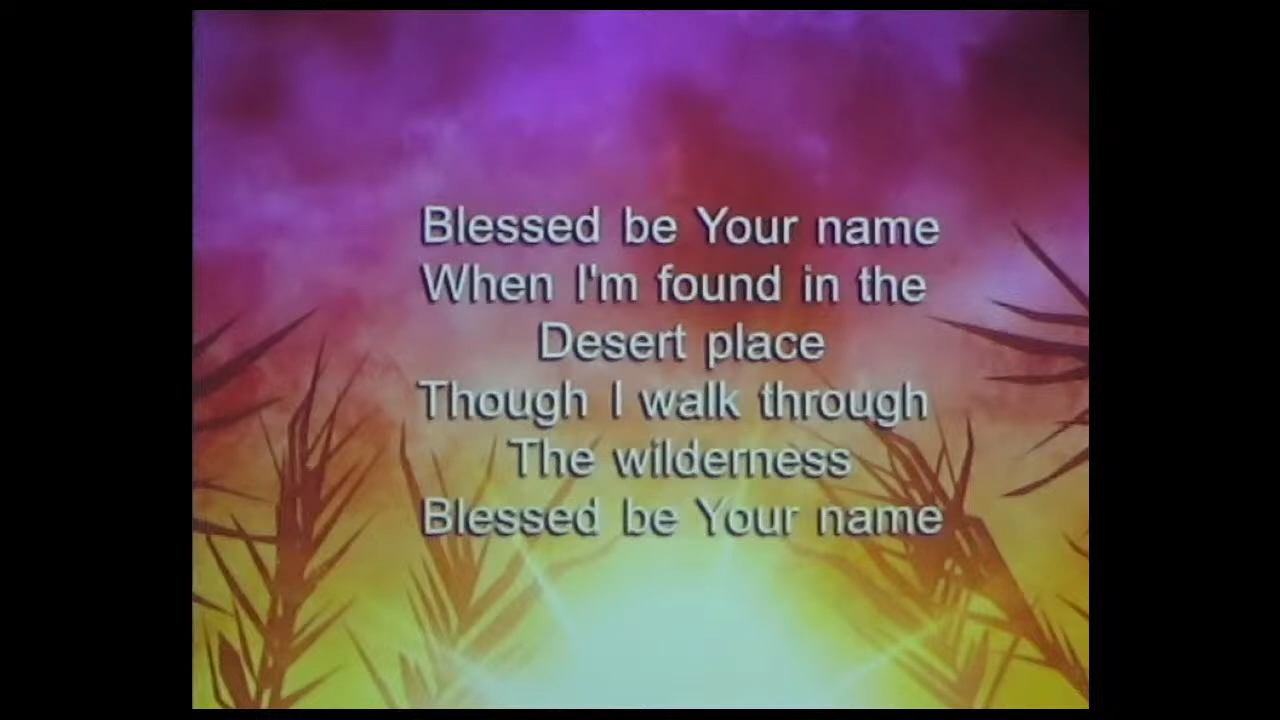 Blessed be Your name
When I'm found in the
Desert place
Though I walk through
The wilderness
Blessed be Your name